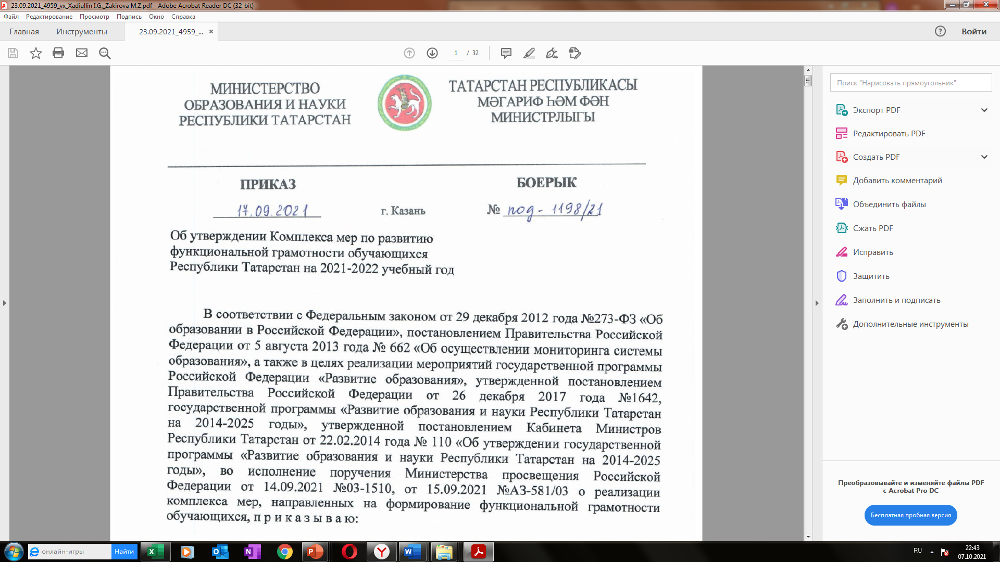 23.09.2021_4959_vx_Xadiullin I.G._Zakirova M.Z.pdf - Adobe Acrobat Reader DC (32-bit)
Файл Редактирование Просмотр Подпись Окно Справка
Главная Инструменты 23.09.2021_4959_... × Войти
1 / 32
МИНИСТЕРСТВО
ОБРАЗОВАНИЯ И НАУКИ
РЕСПУБЛИКИ ТАТАРСТАН
ТАТАРСТАН РЕСПУБЛИКАСЫ
МӘГАРИФ ҺӘМ ФӘН
МИНИСТРЛЫГЫ
ПРИКАЗ БОЕРЫК
17.09.2021 г. Казань № под - 1198/21
Об утверждении Комплекса мер по развитию
функциональной грамотности обучающихся
Республики Татарстан на 2021-2022 учебный год
В соответствии с Федеральным законом от 29 декабря 2012 года №273-ФЗ «Об
образовании в Российской Федерации», постановлением Правительства Российской
Федерации от 5 августа 2013 года № 662 «Об осуществлении мониторинга системы
образования», а также в целях реализации мероприятий государственной программы
Российской Федерации «Развитие образования», утвержденной постановлением
Правительства Российской Федерации от 26 декабря 2017 года №1642,
государственной программы «Развитие образования и науки Республики Татарстан
на 2014-2025 годы», утвержденной постановлением Кабинета Министров
Республики Татарстан от 22.02.2014 года № 110 «Об утверждении государственной
программы «Развитие образования и науки Республики Татарстан на 2014-2025
годы», во исполнение поручения Министерства просвещения Российской
Федерации от 14.09.2021 №03-1510, от 15.09.2021 №АЗ-581/03 о реализации
комплекса мер, направленных на формирование функциональной грамотности
обучающихся, п р и к а з ы в а ю:
Поиск "Нарисовать прямоугольник"
Экспорт PDF
Редактировать PDF
Создать PDF
Добавить комментарий
Объединить файлы
Сжать PDF
Исправить
Защитить
Заполнить и подписать
Дополнительные инструменты
Преобразовывайте и изменяйте файлы PDF
с Acrobat Pro DC
Бесплатная пробная версия
онлайн-игры Найти
RU 22:43
07.10.2021